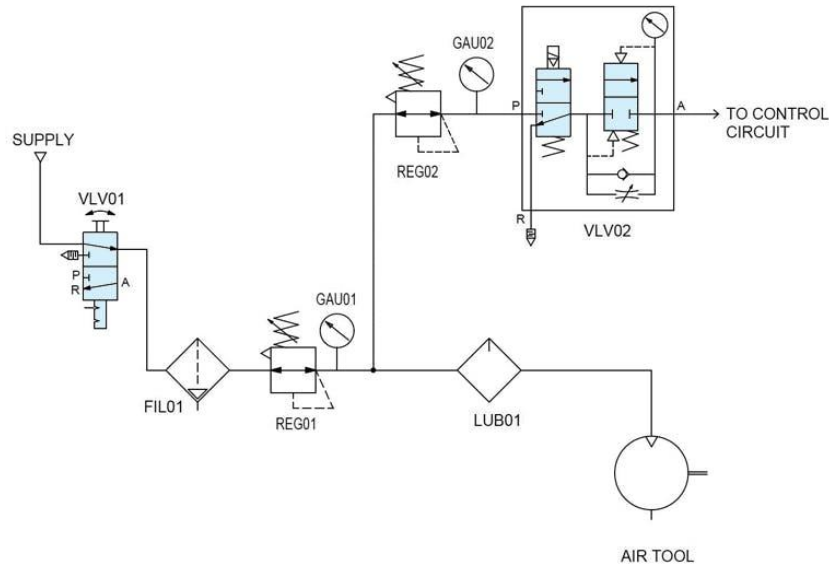 GAU02
P
A
TO CONTROL
CIRCUIT
SUPPLY
VLV01
REG02
R
VLV02
P
R
A
GAU01
FIL01
REG01
LUB01
AIR TOOL